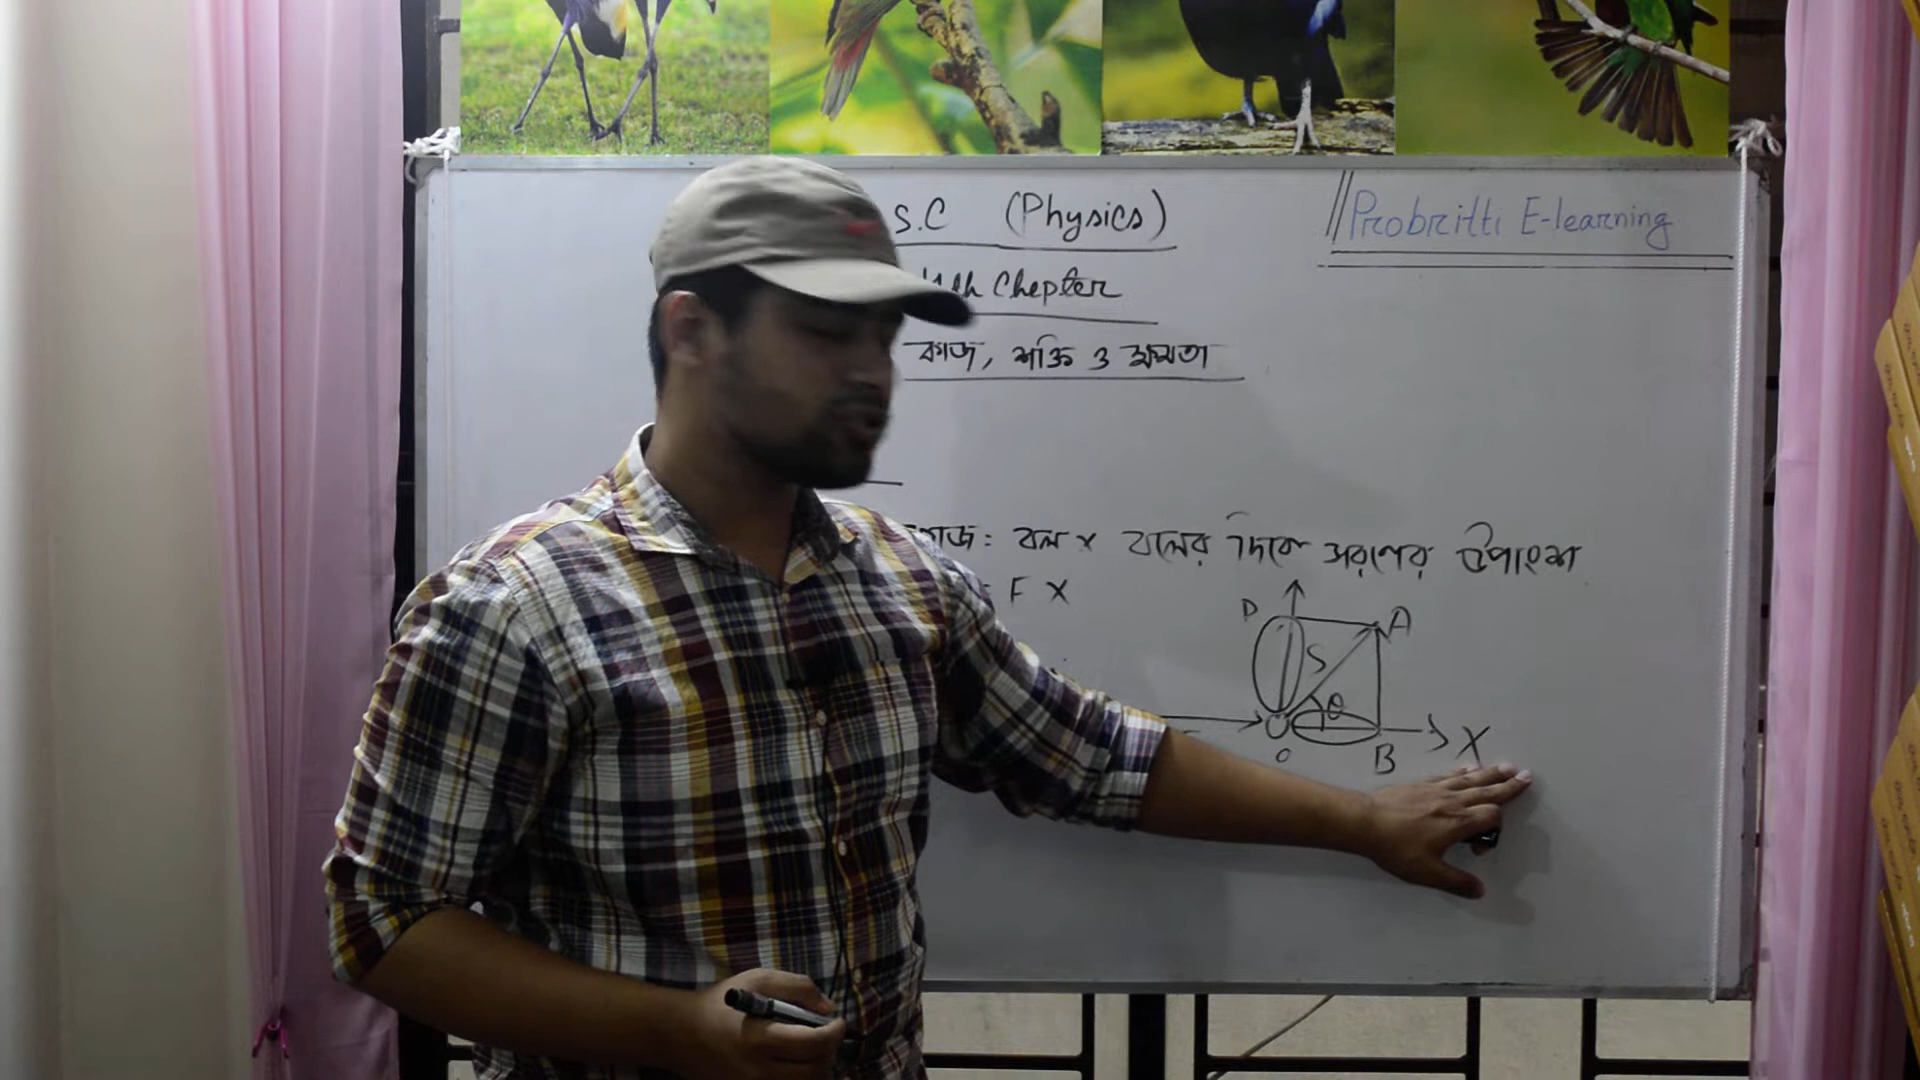 S.C (Physics)
Probritti E-learning
4th Chepter
কাজ, শক্তি ও ক্ষমতা
কাজ: বল × বলের দিকে সরণের উপাংশ
F X
D
A
S
θ
O
B
X